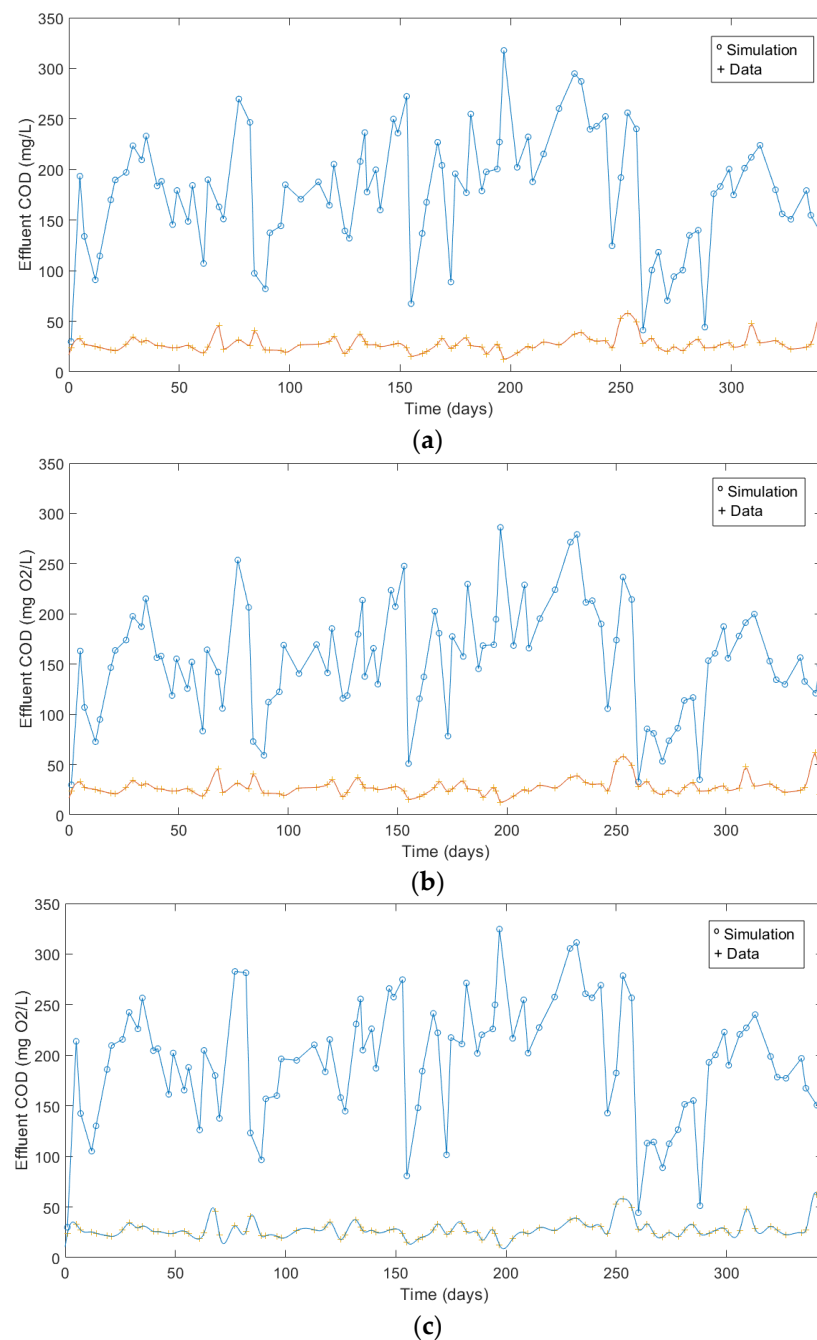 350
300
250
200
150
100
50
0
Effluent COD (mg/L)
º Simulation
+ Data
0 50 100 150 200 250 300
Time (days)
(a)
350
300
250
200
150
100
50
0
Effluent COD (mg O2/L)
º Simulation
+ Data
0 50 100 150 200 250 300
Time (days)
(b)
350
300
250
200
150
100
50
0
Effluent COD (mg O2/L)
º Simulation
+ Data
0 50 100 150 200 250 300
Time (days)
(c)